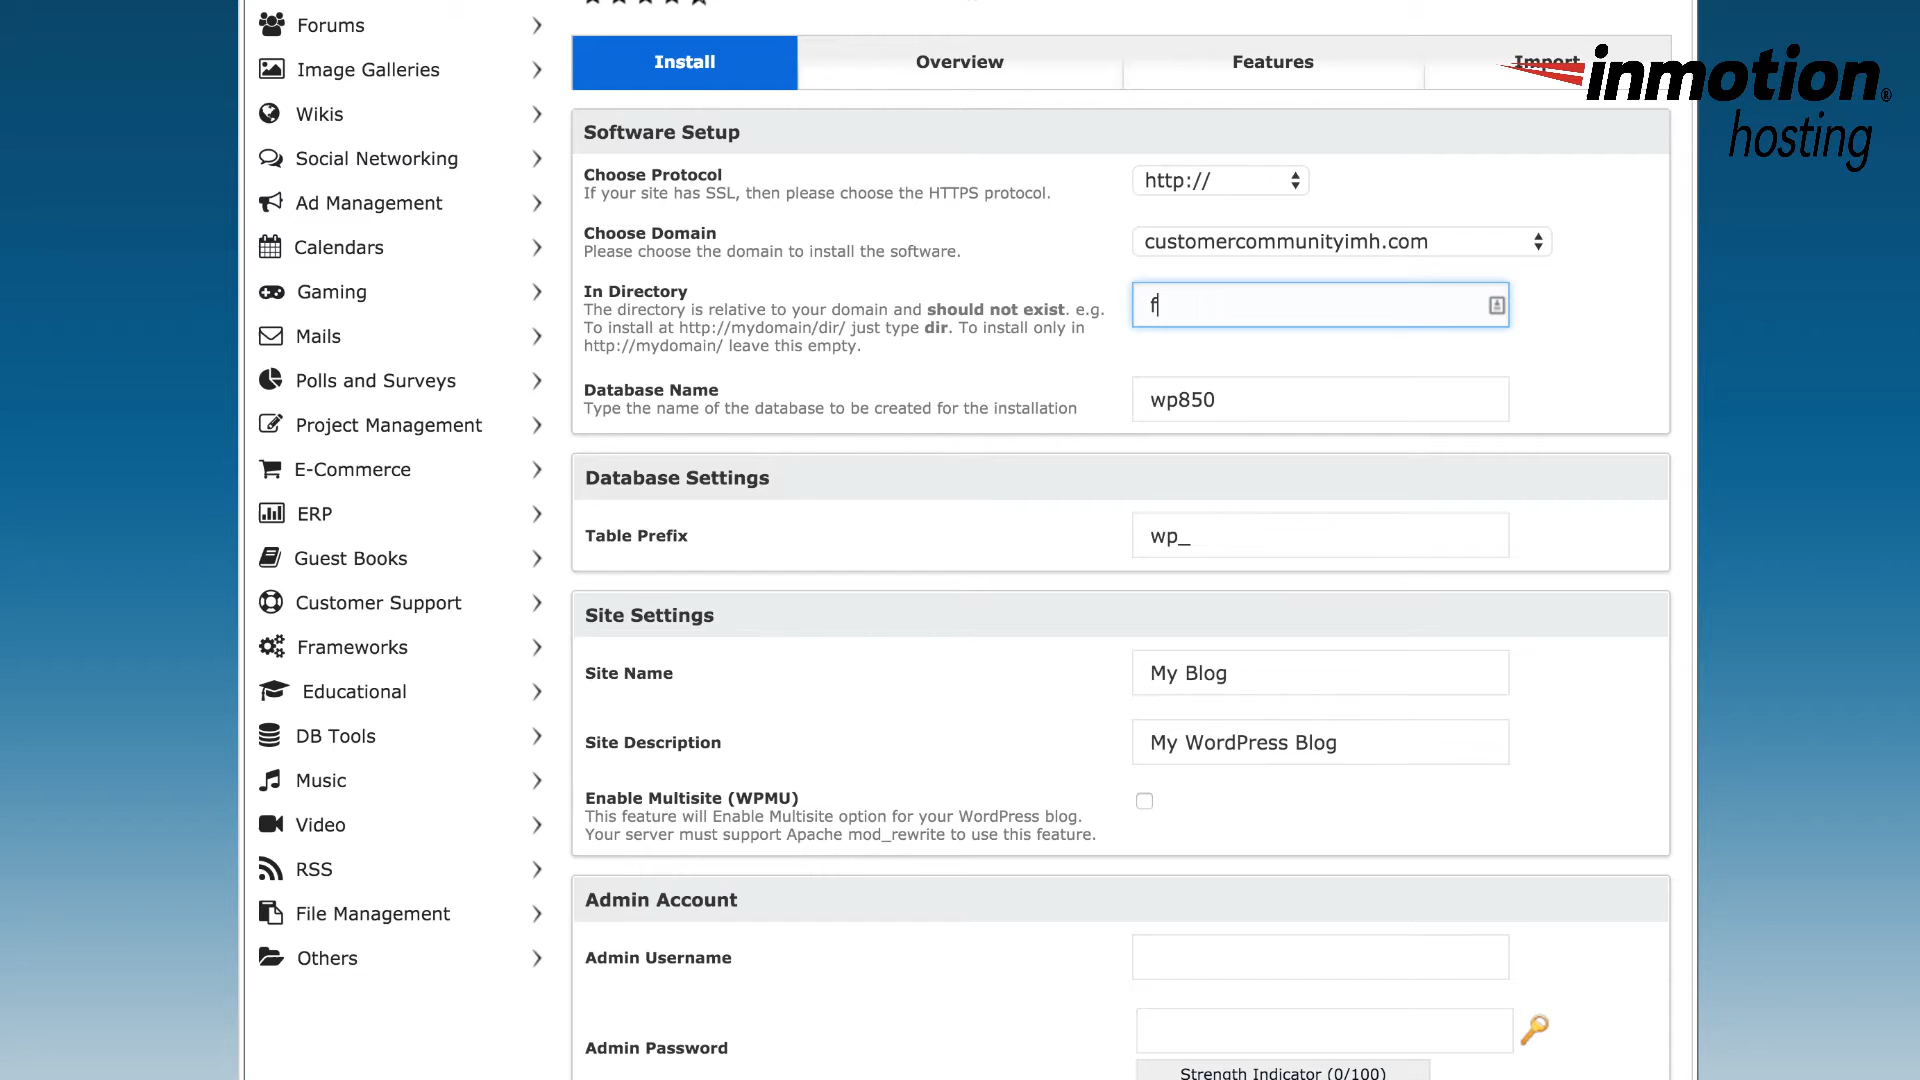 Forums
Image Galleries
Wikis
Social Networking
Ad Management
Calendars
Gaming
Mails
Polls and Surveys
Project Management
E-Commerce
ERP
Guest Books
Customer Support
Frameworks
Educational
DB Tools
Music
Video
RSS
File Management
Others
Install
Overview
Features
Import
inmotion®
hosting
Software Setup
Choose Protocol
If your site has SSL, then please choose the HTTPS protocol.
http://
Choose Domain
Please choose the domain to install the software.
customercommunityimh.com
In Directory
The directory is relative to your domain and should not exist. e.g.
To install at http://mydomain/dir/ just type dir. To install only in
http://mydomain/ leave this empty.
f
Database Name
Type the name of the database to be created for the installation
wp850
Database Settings
Table Prefix
wp_
Site Settings
Site Name
My Blog
Site Description
My WordPress Blog
Enable Multisite (WPMU)
This feature will Enable Multisite option for your WordPress blog.
Your server must support Apache mod_rewrite to use this feature.
Admin Account
Admin Username
Admin Password
Strength Indicator (0/100)